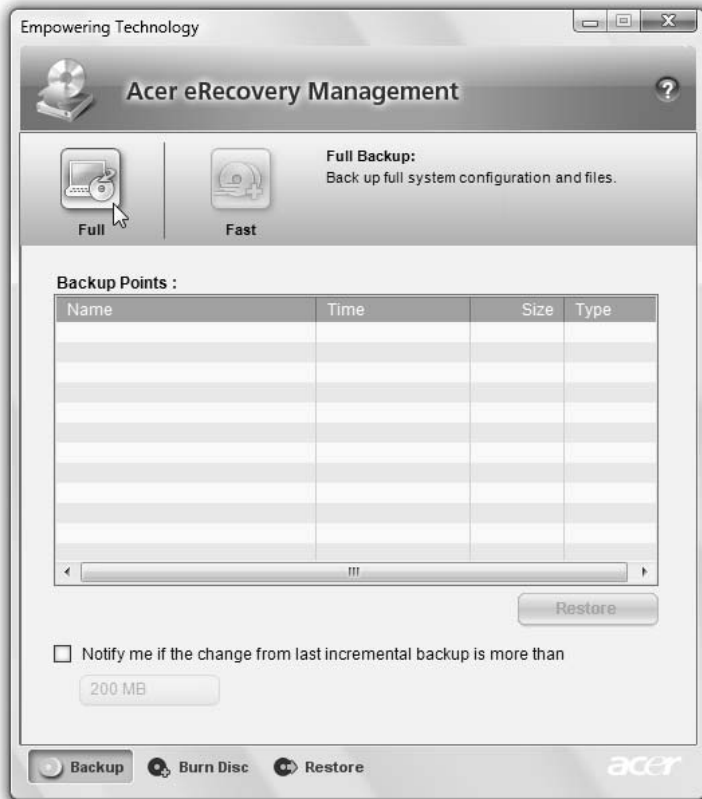 Empowering Technology
Acer eRecovery Management
?
Full Backup:
Back up full system configuration and files.
Full
Fast
Backup Points :
Name Time Size Type
Restore
Notify me if the change from last incremental backup is more than
200 MB
Backup Burn Disc Restore acer